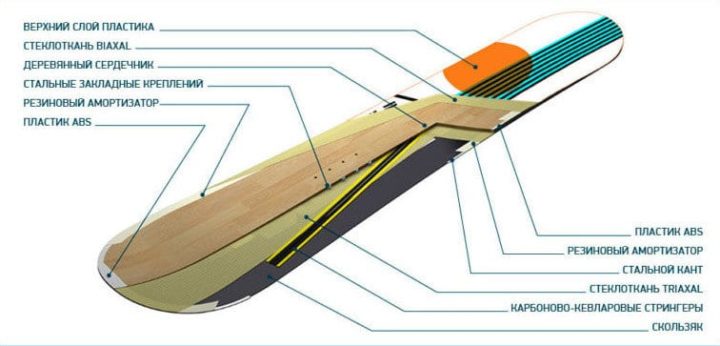 ВЕРХНИЙ СЛОЙ ПЛАСТИКА
СТЕКЛОТКАНЬ BIAXAL
ДЕРЕВЯННЫЙ СЕРДЕЧНИК
СТАЛЬНЫЕ ЗАКЛАДНЫЕ КРЕПЛЕНИЙ
РЕЗИНОВЫЙ АМОРТИЗАТОР
ПЛАСТИК ABS
ПЛАСТИК ABS
РЕЗИНОВЫЙ АМОРТИЗАТОР
СТАЛЬНОЙ КАНТ
СТЕКЛОТКАНЬ TRIAXAL
КАРБОНОВО-КЕВЛАРОВЫЕ СТРИНГЕРЫ
СКОЛЬЗЯК